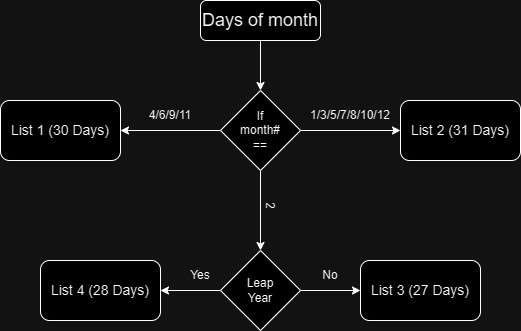 Days of month
4/6/9/11
If
month#
==
1/3/5/7/8/10/12
List 1 (30 Days)
List 2 (31 Days)
2
Yes
Leap
Year
No
List 4 (28 Days)
List 3 (27 Days)